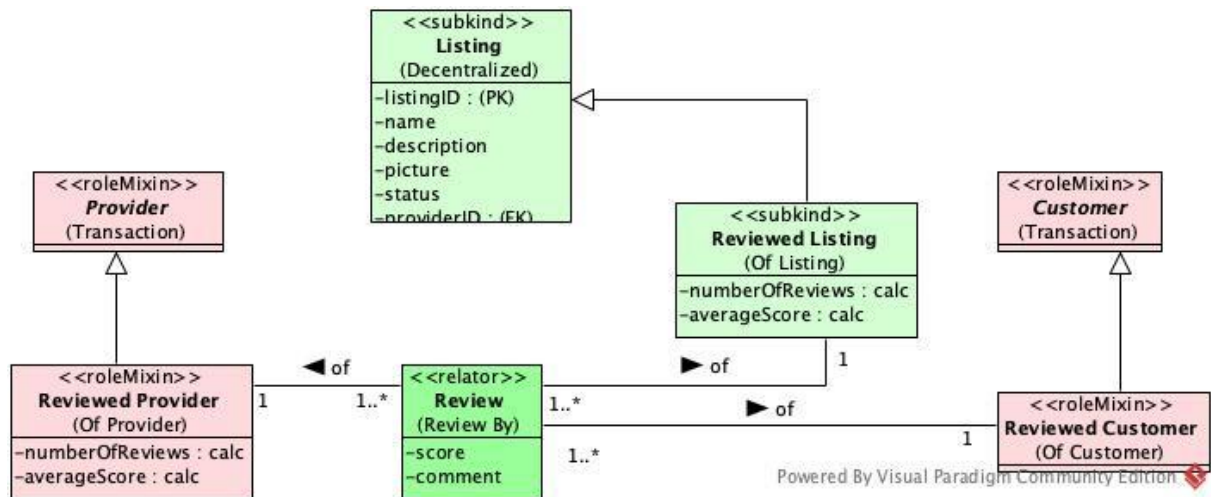 <<subkind>>
Listing
(Decentralized)
-listingID : (PK)
-name
-description
-picture
-status
-providerID : (FK)
<<roleMixin>>
Provider
(Transaction)
<<subkind>>
Reviewed Listing
(Of Listing)
-numberOfReviews : calc
-averageScore : calc
<<roleMixin>>
Customer
(Transaction)
<<roleMixin>>
Reviewed Provider
(Of Provider)
-numberOfReviews : calc
-averageScore : calc
◄ of
1
1..*
<<relator>>
Review
(Review By)
-score
-comment
► of
1
1..*
► of
1..*
1
<<roleMixin>>
Reviewed Customer
(Of Customer)
Powered By Visual Paradigm Community Edition